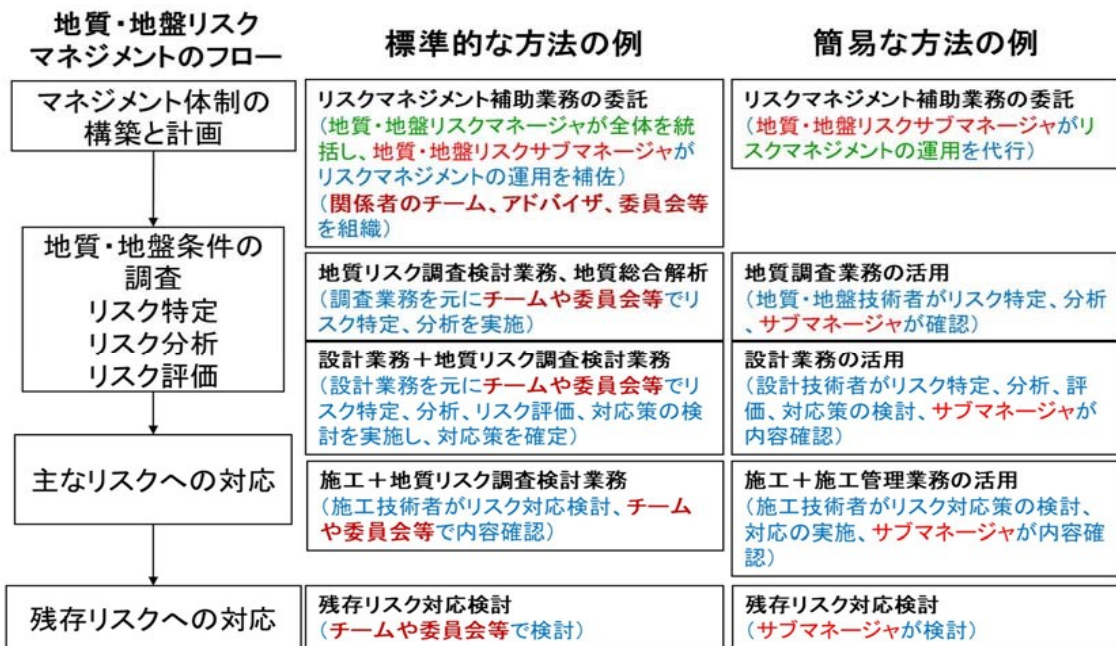 地質・地盤リスク
マネジメントのフロー
標準的な方法の例
簡易な方法の例
マネジメント体制の
構築と計画
リスクマネジメント補助業務の委託
（地質・地盤リスクマネージャが全体を統
括し、地質・地盤リスクサブマネージャが
リスクマネジメントの運用を補佐）
（関係者のチーム、アドバイザ、委員会等
を組織）
リスクマネジメント補助業務の委託
（地質・地盤リスクサブマネージャがリ
スクマネジメントの運用を代行）
地質・地盤条件の
調査
リスク特定
リスク分析
リスク評価
地質リスク調査検討業務、地質総合解析
（調査業務を元にチームや委員会等でリ
スク特定、分析を実施）
地質調査業務の活用
（地質・地盤技術者がリスク特定、分析
、サブマネージャが確認）
設計業務＋地質リスク調査検討業務
（設計業務を元にチームや委員会等でリ
スク特定、分析、リスク評価、対応策の検
討を実施し、対応策を確定）
設計業務の活用
（設計技術者がリスク特定、分析、評
価、対応策の検討、サブマネージャが
内容確認）
主なリスクへの対応
施工＋地質リスク調査検討業務
（施工技術者がリスク対応検討、チーム
や委員会等で内容確認）
施工＋施工管理業務の活用
（施工技術者がリスク対応策の検討、
対応の実施、サブマネージャが内容確
認）
残存リスクへの対応
残存リスク対応検討
（チームや委員会等で検討）
残存リスク対応検討
（サブマネージャが検討）